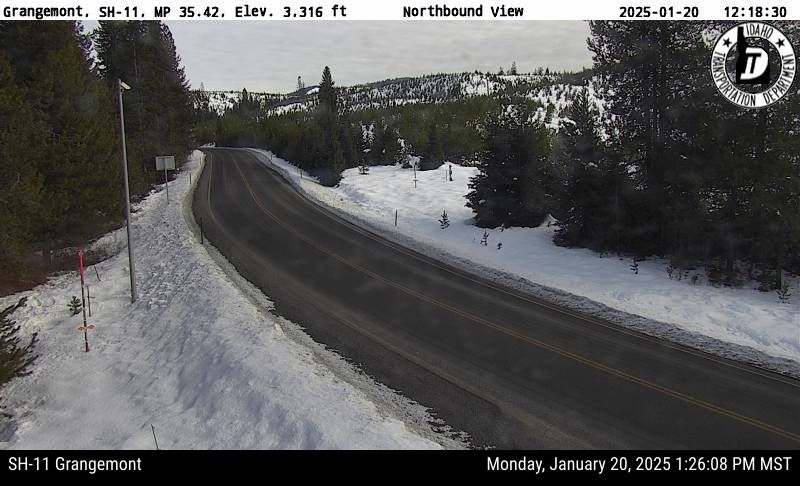 Grangemont, SH-11, MP 35.42, Elev. 3,316 ft Northbound View 2025-01-20 12:18:30
IDAHO
TRANSPORTATION DEPARTMENT
SH-11 Grangemont Monday, January 20, 2025 1:26:08 PM MST